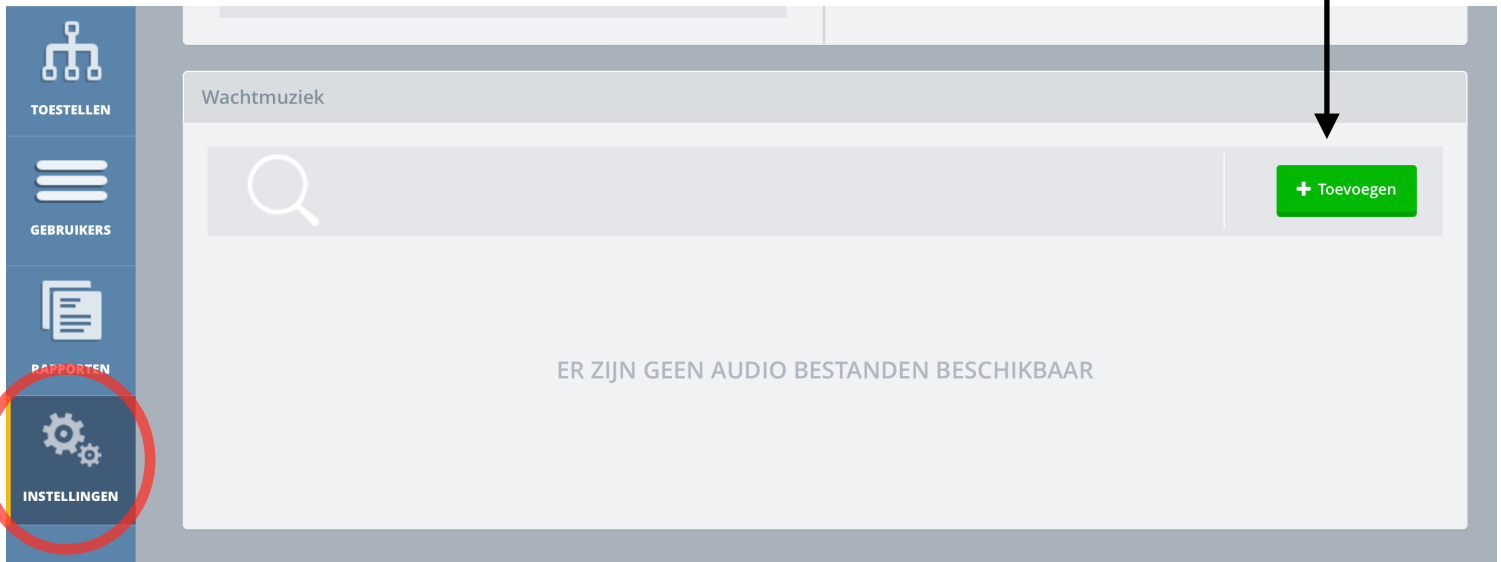 TOESTELLEN
GEBRUIKERS
RAPPORTEN
INSTELLINGEN
Wachtmuziek
Toevoegen
ER ZIJN GEEN AUDIO BESTANDEN BESCHIKBAAR